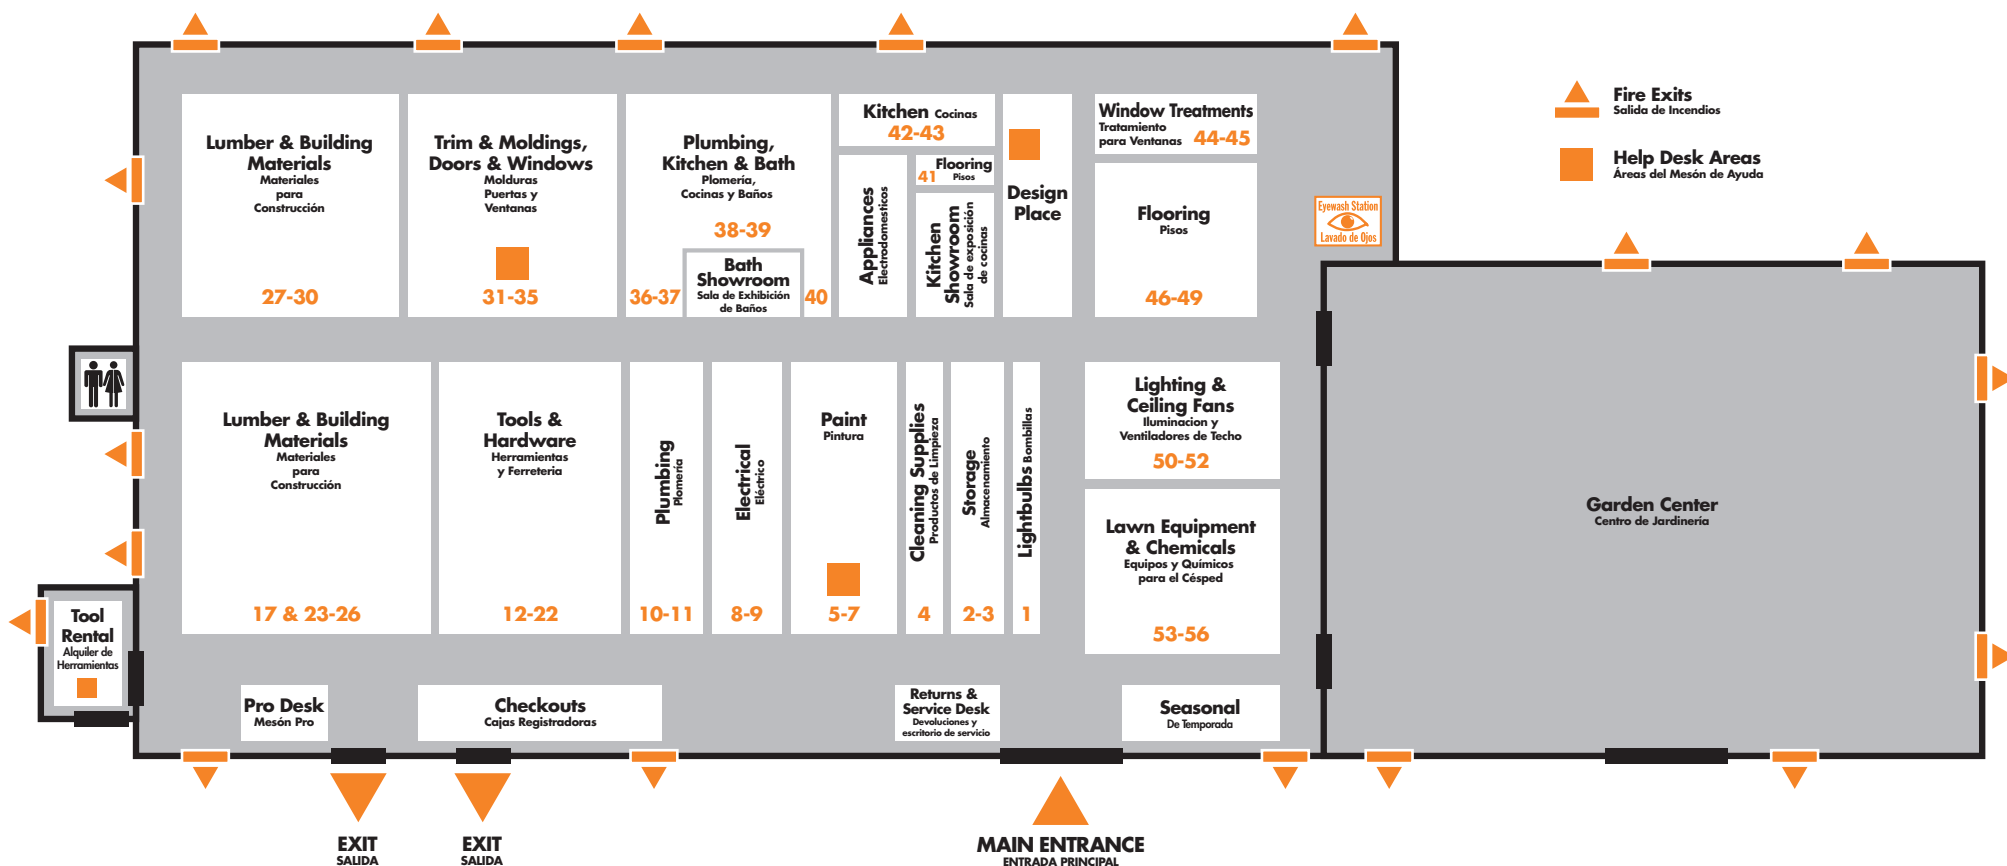 Fire Exits
Salida de Incendios
Help Desk Areas
Áreas del Mesón de Ayuda
Lumber & Building
Materials
Materiales
para
Construcción
27-30
Trim & Moldings,
Doors & Windows
Molduras
Puertas y
Ventanas
31-35
Plumbing,
Kitchen & Bath
Plomería,
Cocinas y Baños
38-39
36-37
Bath
Showroom
Sala de Exhibición
de Baños
40
Kitchen Cocinas
42-43
Appliances
Electrodomesticos
41 Flooring
Pisos
Kitchen
Showroom
Sala de exposición
de cocinas
Design
Place
Window Treatments
Tratamiento
para Ventanas 44-45
Flooring
Pisos
46-49
Eyewash Station
Lavado de Ojos
Lumber & Building
Materials
Materiales
para
Construcción
17 & 23-26
Tools &
Hardware
Herramientas
y Ferreteria
12-22
Plumbing
Plomería
10-11
Electrical
Eléctrico
8-9
Paint
Pintura
5-7
Cleaning Supplies
Productos de Limpieza
4
Storage
Almacenamiento
2-3
Lightbulbs Bombillas
1
Lighting &
Ceiling Fans
Iluminacion y
Ventiladores de Techo
50-52
Lawn Equipment
& Chemicals
Equipos y Químicos
para el Césped
53-56
Garden Center
Centro de Jardinería
Tool
Rental
Alquiler de
Herramientas
Pro Desk
Mesón Pro
Checkouts
Cajas Registradoras
Returns &
Service Desk
Devoluciones y
escritorio de servicio
Seasonal
De Temporada
EXIT
SALIDA
EXIT
SALIDA
MAIN ENTRANCE
ENTRADA PRINCIPAL